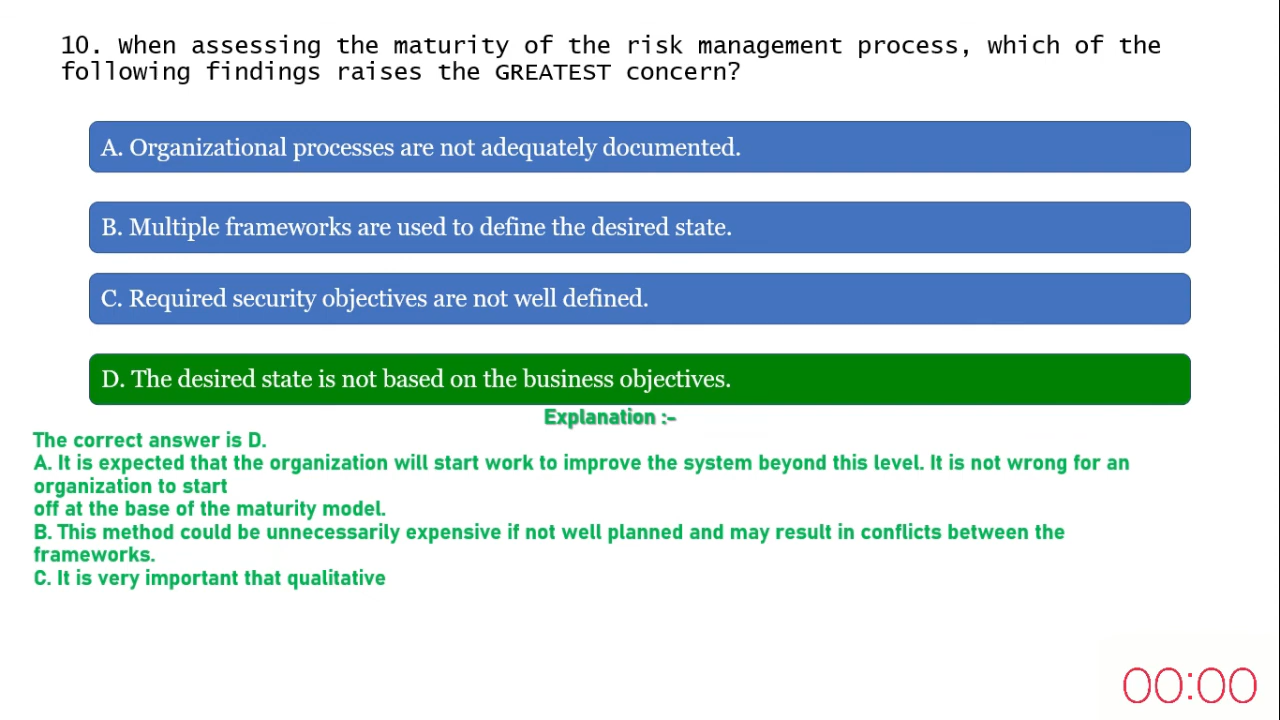 10. When assessing the maturity of the risk management process, which of the
following findings raises the GREATEST concern?
A. Organizational processes are not adequately documented.
B. Multiple frameworks are used to define the desired state.
C. Required security objectives are not well defined.
D. The desired state is not based on the business objectives.
Explanation :-
The correct answer is D.
A. It is expected that the organization will start work to improve the system beyond this level. It is not wrong for an
organization to start
off at the base of the maturity model.
B. This method could be unnecessarily expensive if not well planned and may result in conflicts between the
frameworks.
C. It is very important that qualitative
00:00